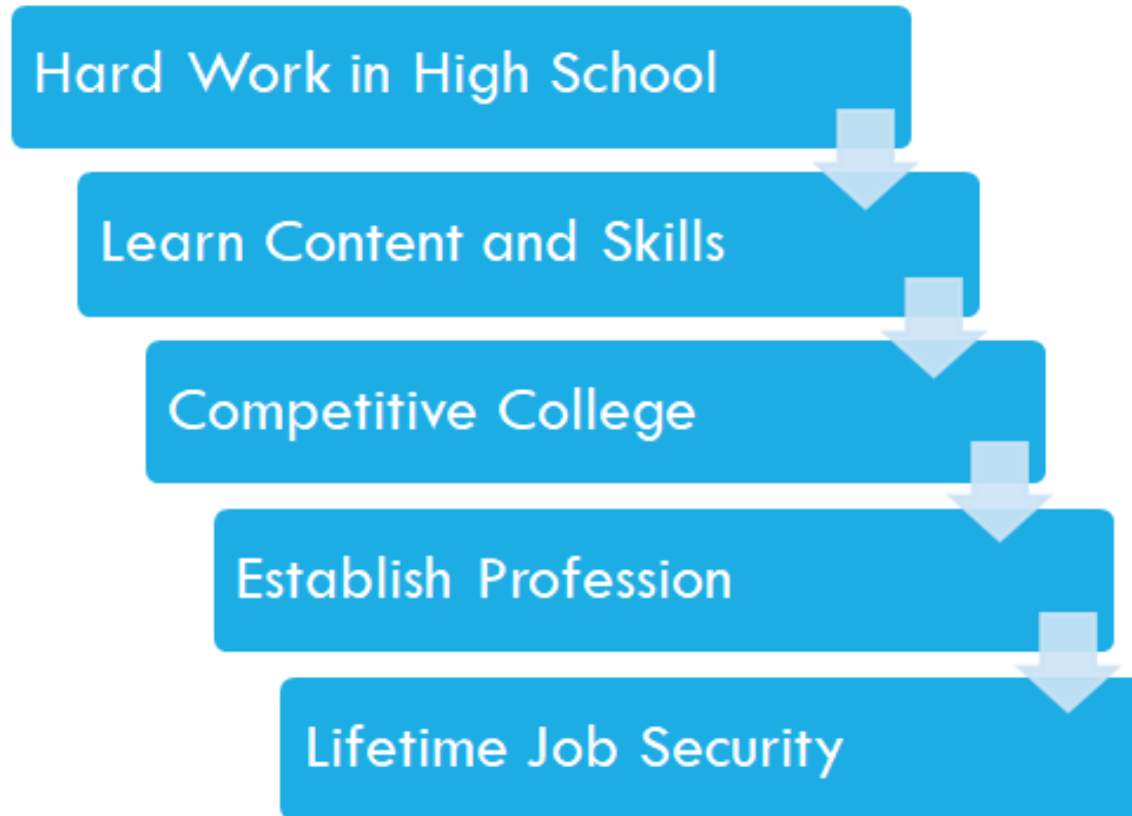 Hard Work in High School
Learn Content and Skills
Competitive College
Establish Profession
Lifetime Job Security